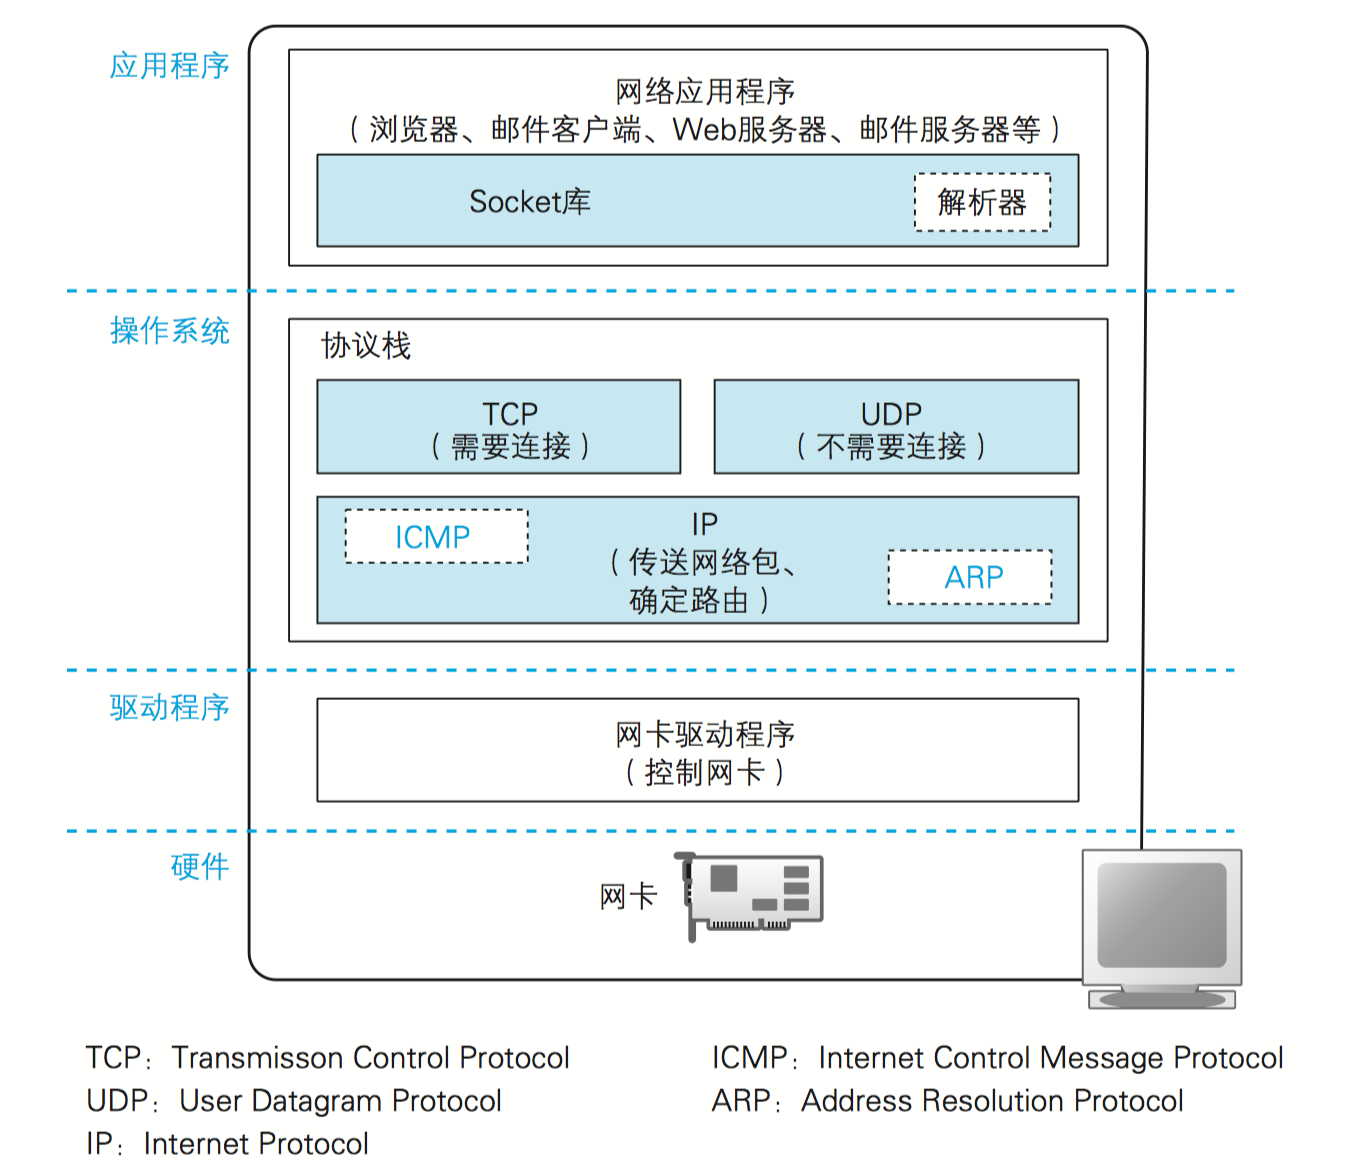 应用程序
网络应用程序
（浏览器、邮件客户端、Web服务器、邮件服务器等）
Socket库
解析器
操作系统
协议栈
TCP
（需要连接）
UDP
（不需要连接）
ICMP
IP
（传送网络包、
确定路由）
ARP
驱动程序
网卡驱动程序
（控制网卡）
硬件
网卡
TCP：Transmisson Control Protocol
ICMP：Internet Control Message Protocol
UDP：User Datagram Protocol
ARP：Address Resolution Protocol
IP：Internet Protocol